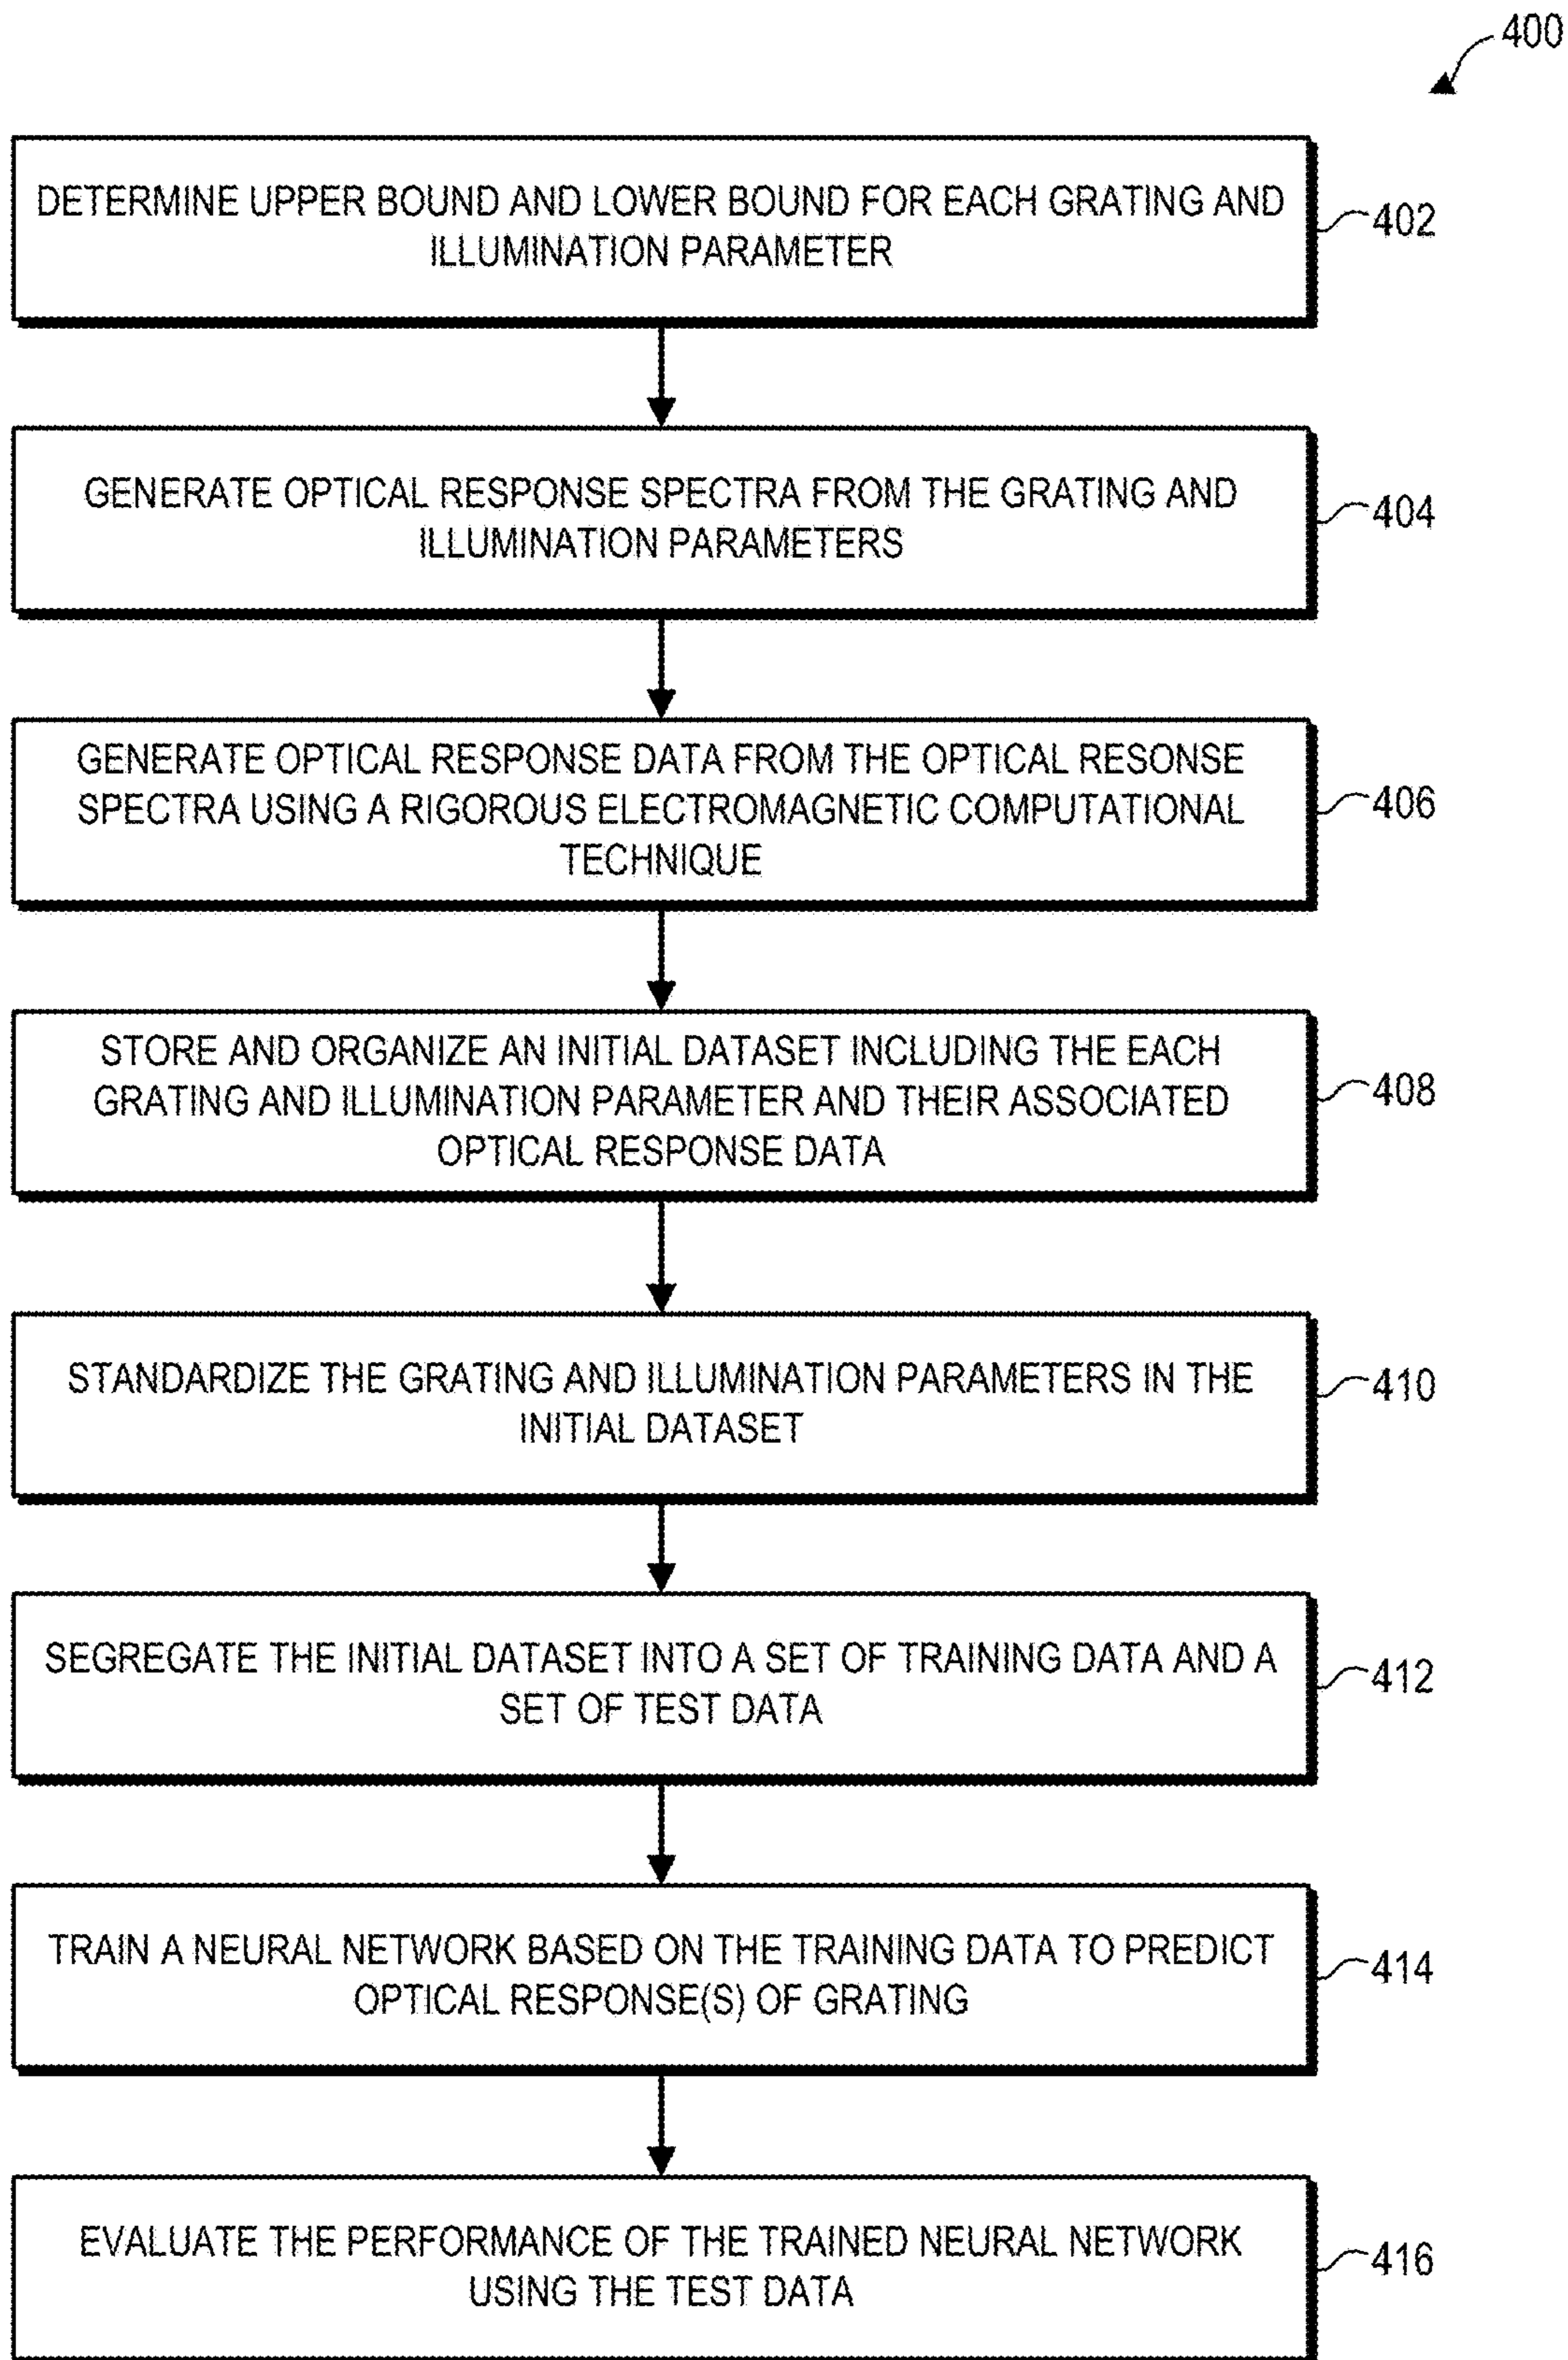 400
DETERMINE UPPER BOUND AND LOWER BOUND FOR EACH GRATING AND
ILLUMINATION PARAMETER
402
GENERATE OPTICAL RESPONSE SPECTRA FROM THE GRATING AND
ILLUMINATION PARAMETERS
404
GENERATE OPTICAL RESPONSE DATA FROM THE OPTICAL RESONSE
SPECTRA USING A RIGOROUS ELECTROMAGNETIC COMPUTATIONAL
TECHNIQUE
406
STORE AND ORGANIZE AN INITIAL DATASET INCLUDING THE EACH
GRATING AND ILLUMINATION PARAMETER AND THEIR ASSOCIATED
OPTICAL RESPONSE DATA
408
STANDARDIZE THE GRATING AND ILLUMINATION PARAMETERS IN THE
INITIAL DATASET
410
SEGREGATE THE INITIAL DATASET INTO A SET OF TRAINING DATA AND A
SET OF TEST DATA
412
TRAIN A NEURAL NETWORK BASED ON THE TRAINING DATA TO PREDICT
OPTICAL RESPONSE(S) OF GRATING
414
EVALUATE THE PERFORMANCE OF THE TRAINED NEURAL NETWORK
USING THE TEST DATA
416